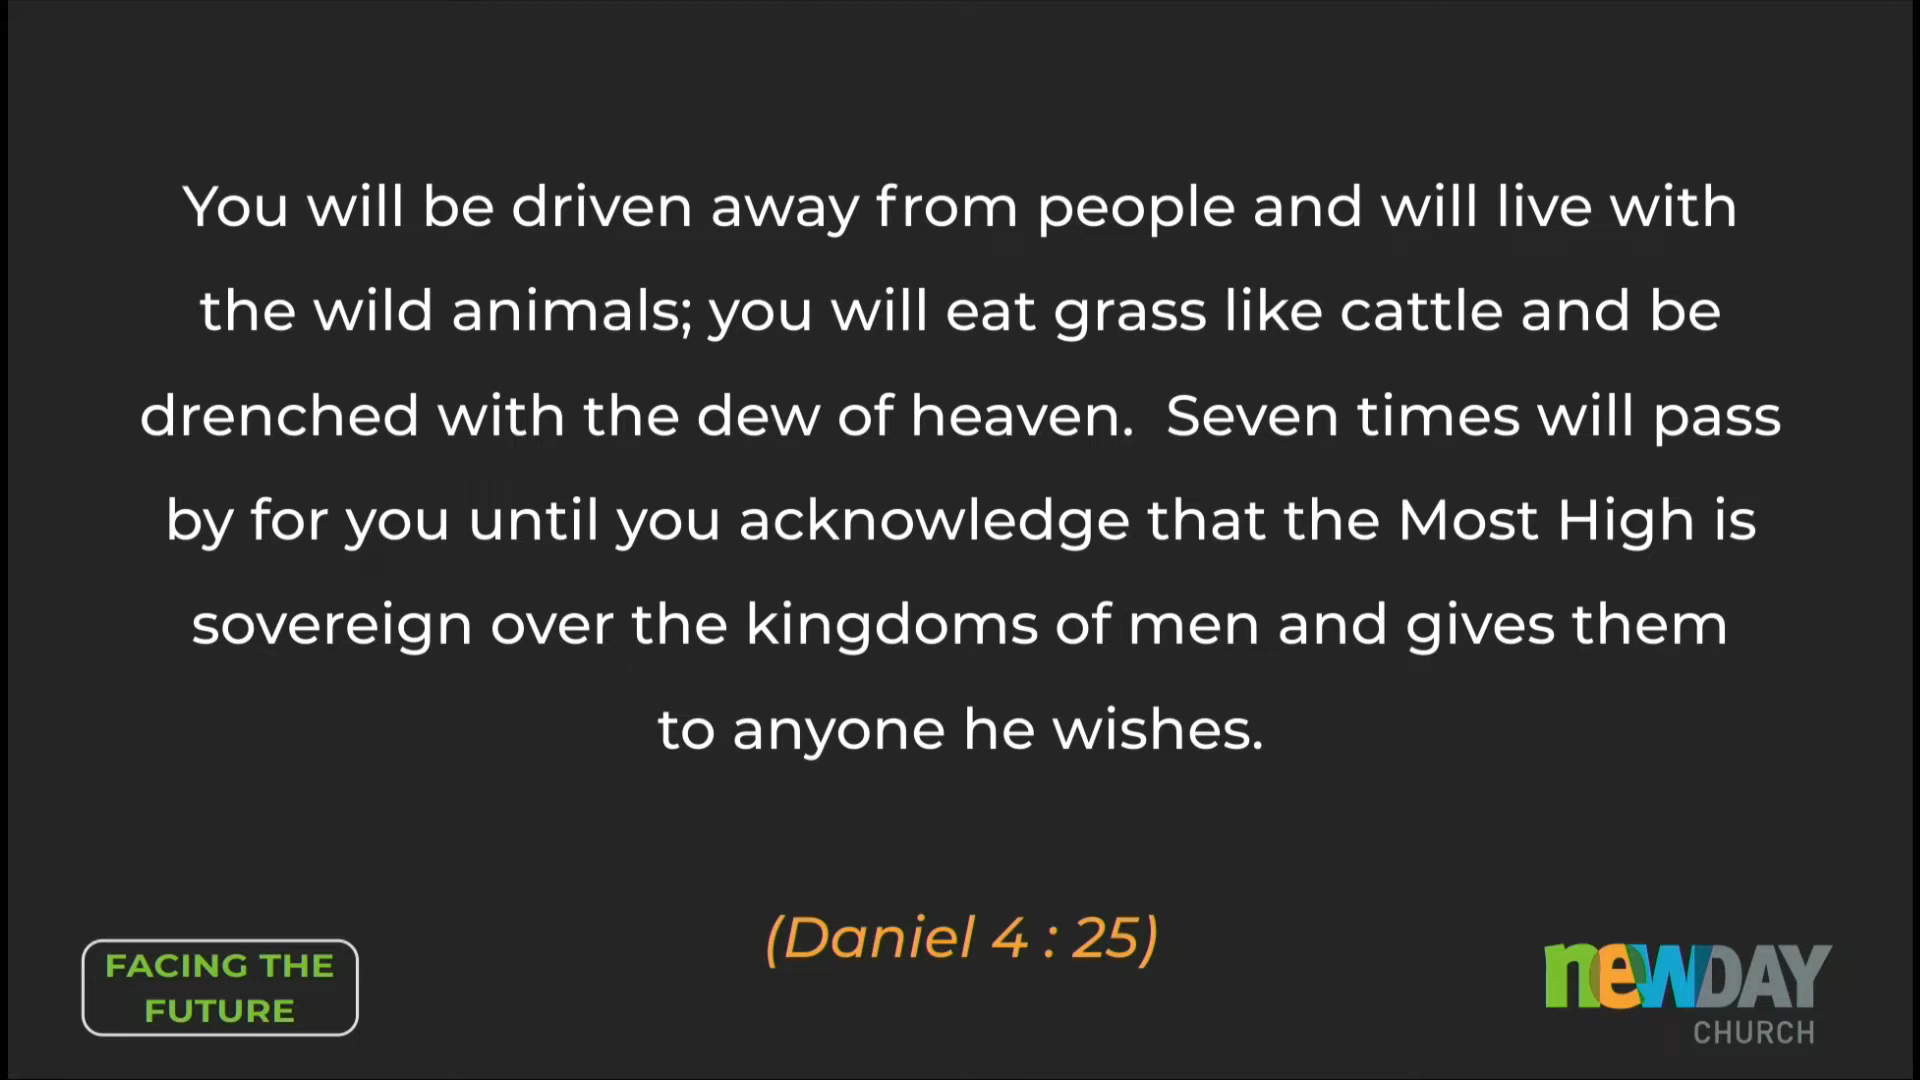 You will be driven away from people and will live with
the wild animals; you will eat grass like cattle and be
drenched with the dew of heaven.  Seven times will pass
by for you until you acknowledge that the Most High is
sovereign over the kingdoms of men and gives them
to anyone he wishes.
(Daniel 4 : 25)
FACING THE
FUTURE
newDAY
CHURCH